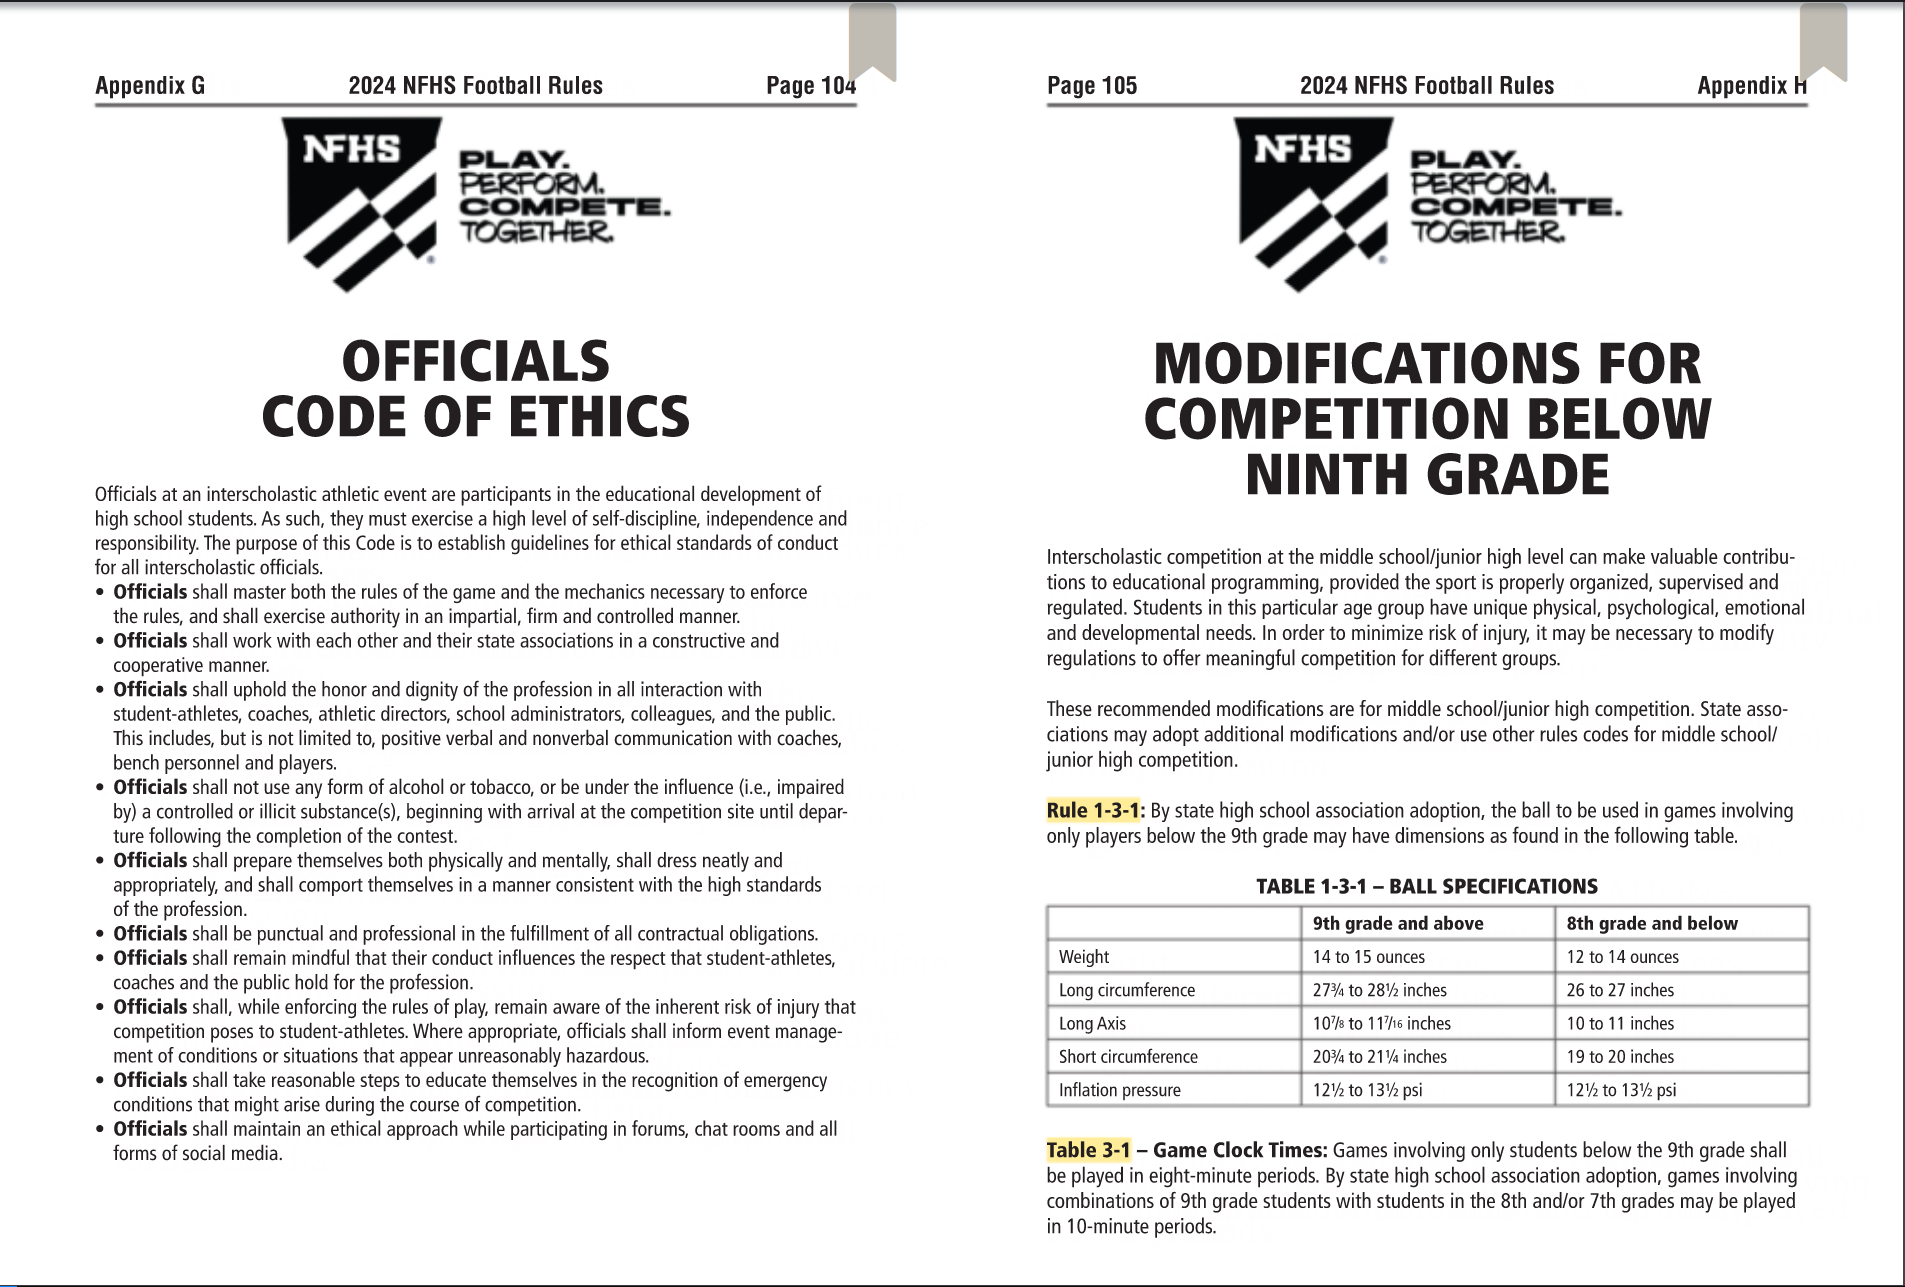 Appendix G 2024 NFHS Football Rules Page 104
NFHS
PLAY.
PERFORM.
COMPETE.
TOGETHER.
®
OFFICIALS
CODE OF ETHICS
Officials at an interscholastic athletic event are participants in the educational development of
high school students. As such, they must exercise a high level of self-discipline, independence and
responsibility. The purpose of this Code is to establish guidelines for ethical standards of conduct
for all interscholastic officials.
• Officials shall master both the rules of the game and the mechanics necessary to enforce
the rules, and shall exercise authority in an impartial, firm and controlled manner.
• Officials shall work with each other and their state associations in a constructive and
cooperative manner.
• Officials shall uphold the honor and dignity of the profession in all interaction with
student-athletes, coaches, athletic directors, school administrators, colleagues, and the public.
This includes, but is not limited to, positive verbal and nonverbal communication with coaches,
bench personnel and players.
• Officials shall not use any form of alcohol or tobacco, or be under the influence (i.e., impaired
by) a controlled or illicit substance(s), beginning with arrival at the competition site until depar-
ture following the completion of the contest.
• Officials shall prepare themselves both physically and mentally, shall dress neatly and
appropriately, and shall comport themselves in a manner consistent with the high standards
of the profession.
• Officials shall be punctual and professional in the fulfillment of all contractual obligations.
• Officials shall remain mindful that their conduct influences the respect that student-athletes,
coaches and the public hold for the profession.
• Officials shall, while enforcing the rules of play, remain aware of the inherent risk of injury that
competition poses to student-athletes. Where appropriate, officials shall inform event manage-
ment of conditions or situations that appear unreasonably hazardous.
• Officials shall take reasonable steps to educate themselves in the recognition of emergency
conditions that might arise during the course of competition.
• Officials shall maintain an ethical approach while participating in forums, chat rooms and all
forms of social media.
Page 105 2024 NFHS Football Rules Appendix H
NFHS
PLAY.
PERFORM.
COMPETE.
TOGETHER.
®
MODIFICATIONS FOR
COMPETITION BELOW
NINTH GRADE
Interscholastic competition at the middle school/junior high level can make valuable contribu-
tions to educational programming, provided the sport is properly organized, supervised and
regulated. Students in this particular age group have unique physical, psychological, emotional
and developmental needs. In order to minimize risk of injury, it may be necessary to modify
regulations to offer meaningful competition for different groups.
These recommended modifications are for middle school/junior high competition. State asso-
ciations may adopt additional modifications and/or use other rules codes for middle school/
junior high competition.
Rule 1-3-1: By state high school association adoption, the ball to be used in games involving
only players below the 9th grade may have dimensions as found in the following table.
TABLE 1-3-1 – BALL SPECIFICATIONS
9th grade and above 8th grade and below
Weight 14 to 15 ounces 12 to 14 ounces
Long circumference 27¾ to 28½ inches 26 to 27 inches
Long Axis 10⅞ to 11⁷⁄₁₆ inches 10 to 11 inches
Short circumference 20¾ to 21¼ inches 19 to 20 inches
Inflation pressure 12½ to 13½ psi 12½ to 13½ psi
Table 3-1 – Game Clock Times: Games involving only students below the 9th grade shall
be played in eight-minute periods. By state high school association adoption, games involving
combinations of 9th grade students with students in the 8th and/or 7th grades may be played
in 10-minute periods.